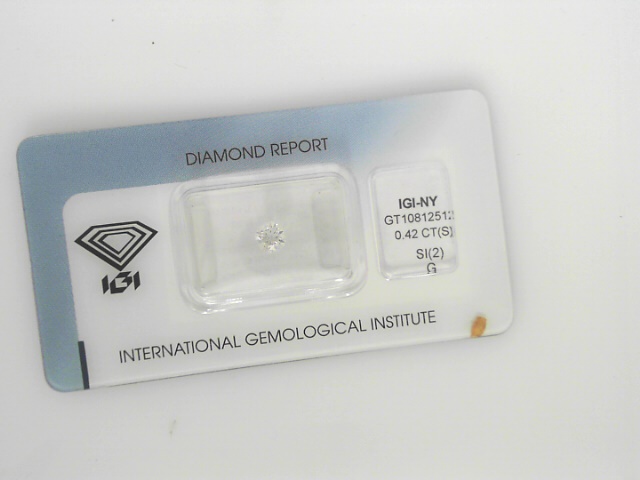 DIAMOND REPORT
IGI
IGI-NY
GT10812512
0.42 CT(S)
SI(2)
G
INTERNATIONAL GEMOLOGICAL INSTITUTE